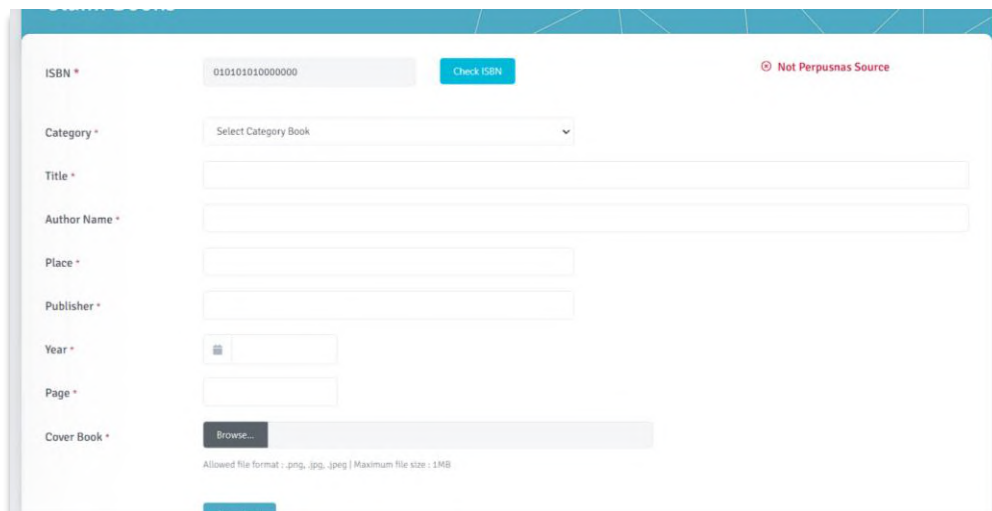 ISBN *
010101010000000
Check ISBN
Not Perpusnas Source
Category *
Select Category Book
Title *
Author Name *
Place *
Publisher *
Year *
Page *
Cover Book *
Browse...
Allowed file format : .png, .jpg, .jpeg | Maximum file size : 1MB